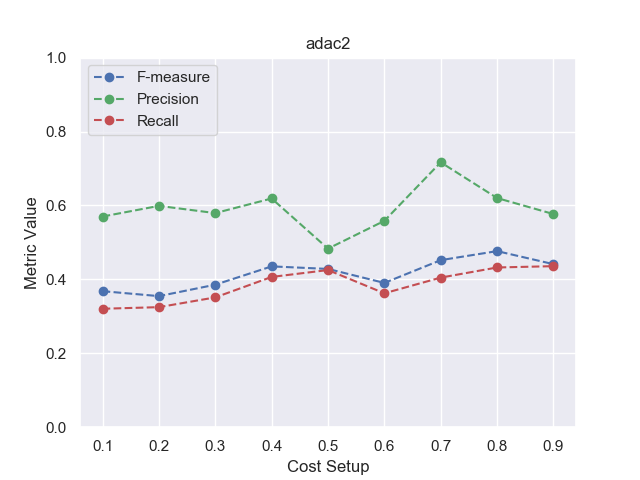 adac2
1.0
0.8
0.6
0.4
0.2
0.0
Metric Value
F-measure
Precision
Recall
0.1 0.2 0.3 0.4 0.5 0.6 0.7 0.8 0.9
Cost Setup